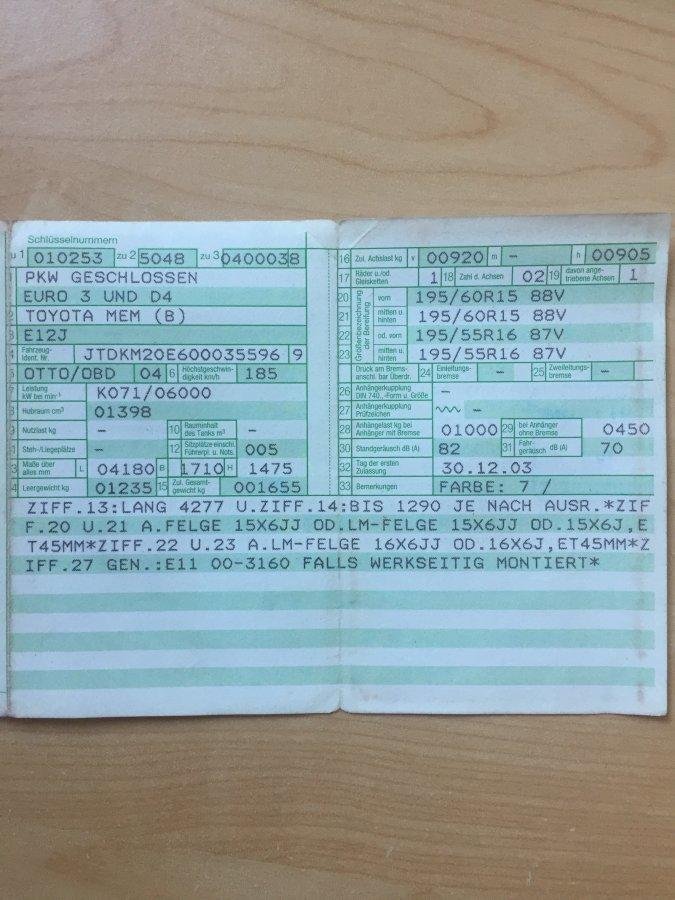 Schlüsselnummern
u 1 010253 zu 2 5048 zu 3 0400038
PKW GESCHLOSSEN
EURO 3 UND D4
TOYOTA MEM (B)
E12J
Fahrzeug-Ident. Nr. JTDKM20E600035596 9
OTTO/OBD 04 6 Höchstgeschwindigkeit km/h 185
Leistung kW bei min⁻¹ K071/06000
Hubraum cm³ 01398
Nutzlast kg – 10 Rauminhalt des Tanks m³ –
Steh-/Liegeplätze – 12 Sitzplätze einschl. Führerpl. u. Nots. 005
Maße über alles mm L 04180 B 1710 H 1475
Leergewicht kg 01235 15 Zul. Gesamtgewicht kg 001655
16 Zul. Achslast kg v 00920 m – h 00905
17 Räder u./od. Gleisketten 1 18 Zahl d. Achsen 02 19 davon angetriebene Achsen 1
Größenbezeichnung der Bereifung
20 vorn 195/60R15 88V
21 mitten u. hinten 195/60R15 88V
22 od. vorn 195/55R16 87V
23 mitten u. hinten 195/55R16 87V
Druck am Bremsanschl. bar Überdr. 24 Einleitungsbremse – 25 Zweileitungsbremse –
26 Anhängerkupplung DIN 740.,-Form u. Größe –
27 Anhängerkupplung Prüfzeichen –
28 Anhängelast kg bei Anhänger mit Bremse 01000 29 bei Anhänger ohne Bremse 0450
30 Standgeräusch dB (A) 82 31 Fahrgeräusch dB (A) 70
32 Tag der ersten Zulassung 30.12.03
33 Bemerkungen FARBE: 7 /
ZIFF.13:LANG 4277 U.ZIFF.14:BIS 1290 JE NACH AUSR.*ZIF
F.20 U.21 A.FELGE 15X6JJ OD.LM-FELGE 15X6JJ OD.15X6J,E
T45MM*ZIFF.22 U.23 A.LM-FELGE 16X6JJ OD.16X6J,ET45MM*Z
IFF.27 GEN.:E11 00-3160 FALLS WERKSEITIG MONTIERT*